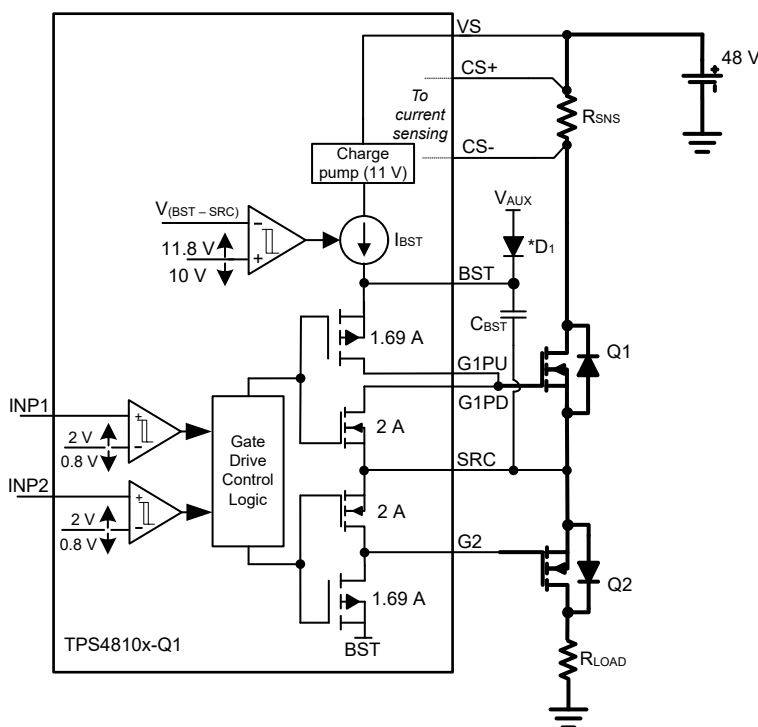 VS
CS+
48 V
To
current
sensing
RSNS
CS-
Charge
pump (11 V)
VAUX
V(BST – SRC)
*D1
IBST
11.8 V
10 V
BST
CBST
1.69 A
Q1
G1PU
G1PD
INP1
2 V
0.8 V
2 A
Gate
Drive
Control
Logic
SRC
INP2
2 V
0.8 V
2 A
G2
Q2
1.69 A
TPS4810x-Q1
BST
RLOAD